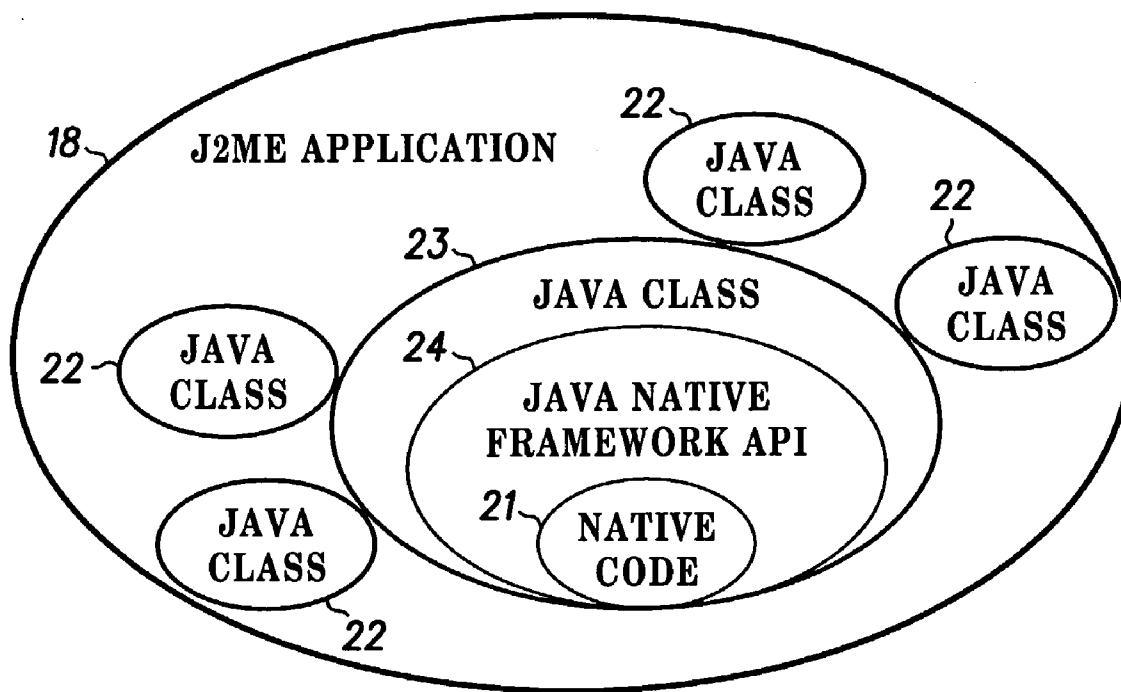 22
18
J2ME APPLICATION
JAVA
CLASS
22
23
JAVA CLASS
JAVA
CLASS
24
JAVA
CLASS
22
JAVA NATIVE
FRAMEWORK API
21
NATIVE
CODE
JAVA
CLASS
22